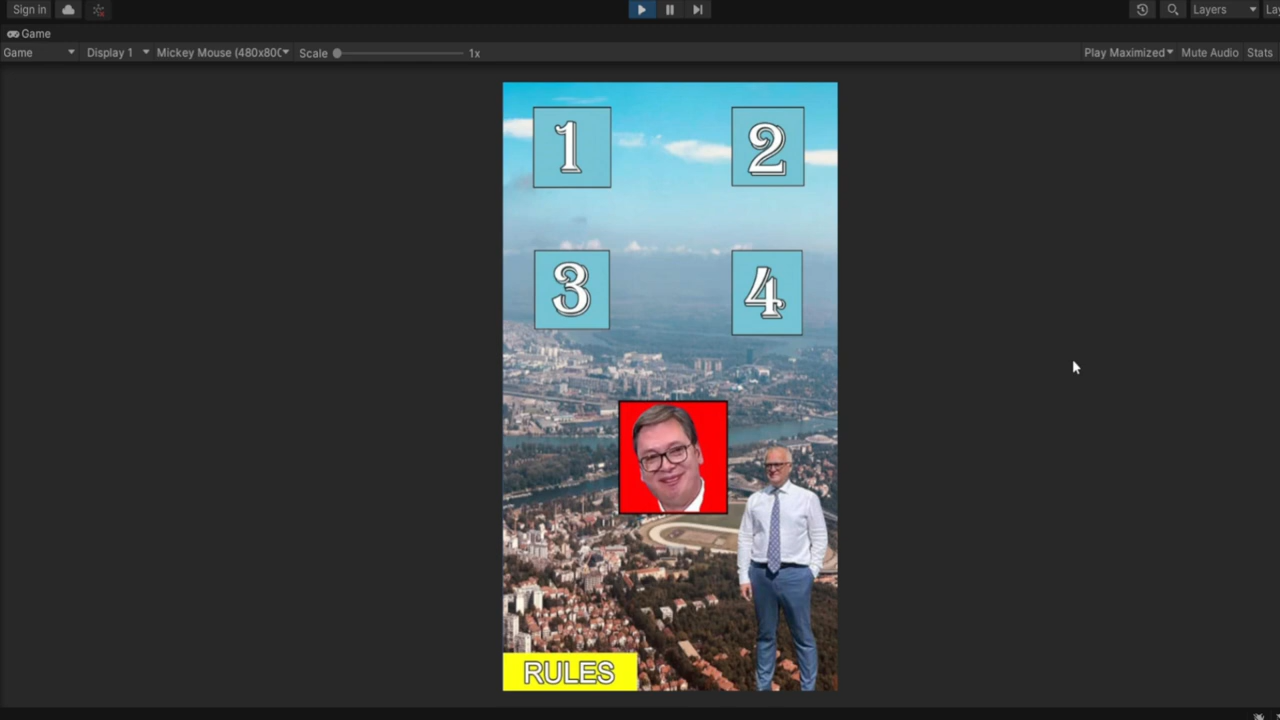 Sign in
Layers
La
Game
Game
Display 1
Mickey Mouse (480x80
Scale
1x
Play Maximized
Mute Audio
Stats
1
2
3
4
RULES